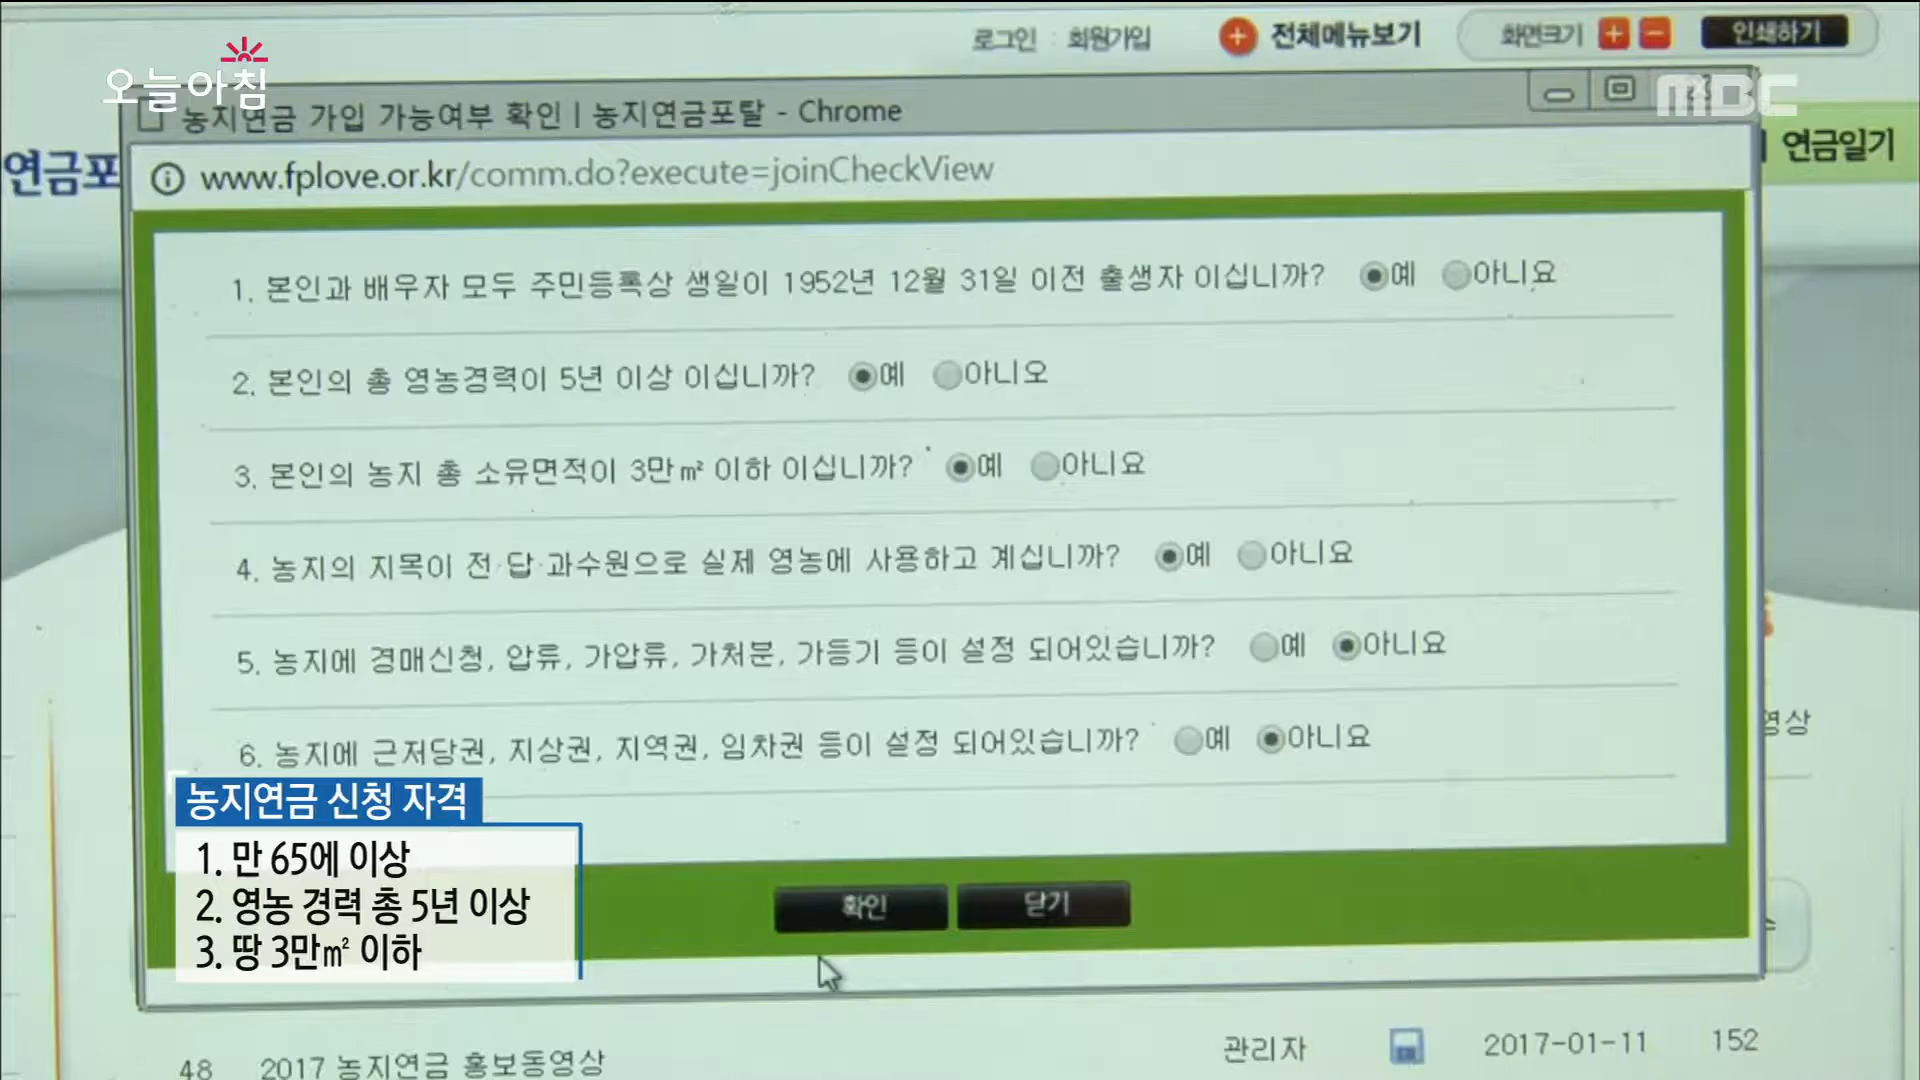 로그인 : 회원가입
전체메뉴보기
화면크기
인쇄하기
오늘아침
MBC
농지연금 가입 가능여부 확인 | 농지연금포탈 - Chrome
연금포
연금일기
www.fplove.or.kr/comm.do?execute=joinCheckView
1. 본인과 배우자 모두 주민등록상 생일이 1952년 12월 31일 이전 출생자 이십니까? 예 아니요
2. 본인의 총 영농경력이 5년 이상 이십니까? 예 아니오
3. 본인의 농지 총 소유면적이 3만㎡ 이하 이십니까? 예 아니요
4. 농지의 지목이 전·답·과수원으로 실제 영농에 사용하고 계십니까? 예 아니요
5. 농지에 경매신청, 압류, 가압류, 가처분, 가등기 등이 설정 되어있습니까? 예 아니요
영상
6. 농지에 근저당권, 지상권, 지역권, 임차권 등이 설정 되어있습니까? 예 아니요
농지연금 신청 자격
1. 만 65에 이상
2. 영농 경력 총 5년 이상
3. 땅 3만㎡ 이하
확인 닫기
48 2017 농지연금 홍보동영상 관리자 2017-01-11 152